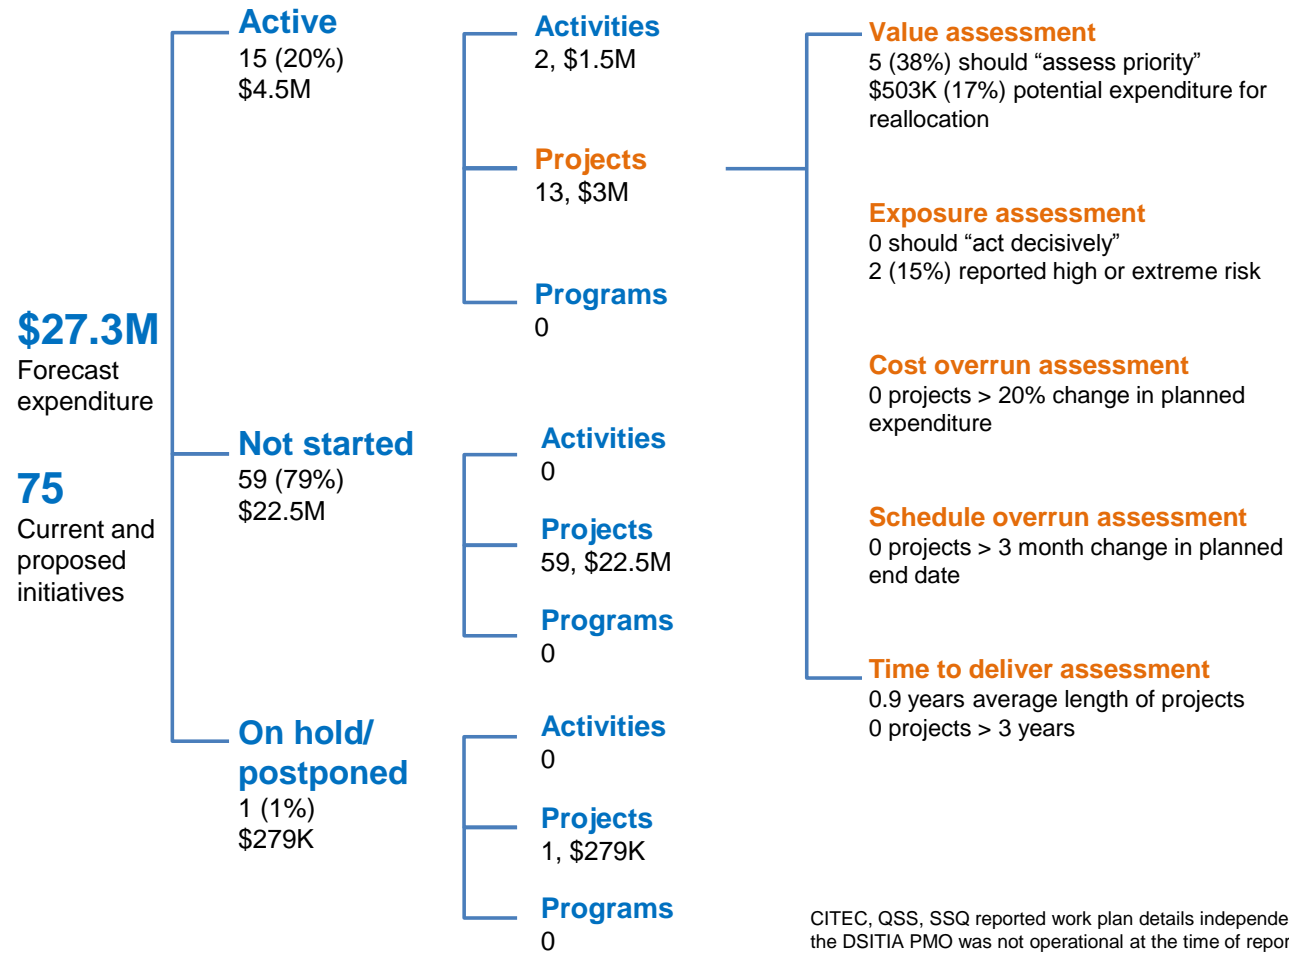 $27.3M
Forecast
expenditure
75
Current and
proposed
initiatives
Active
15 (20%)
$4.5M
Activities
2, $1.5M
Projects
13, $3M
Programs
0
Not started
59 (79%)
$22.5M
Activities
0
Projects
59, $22.5M
Programs
0
On hold/
postponed
1 (1%)
$279K
Activities
0
Projects
1, $279K
Programs
0
Value assessment
5 (38%) should “assess priority”
$503K (17%) potential expenditure for
reallocation
Exposure assessment
0 should “act decisively”
2 (15%) reported high or extreme risk
Cost overrun assessment
0 projects > 20% change in planned
expenditure
Schedule overrun assessment
0 projects > 3 month change in planned
end date
Time to deliver assessment
0.9 years average length of projects
0 projects > 3 years
CITEC, QSS, SSQ reported work plan details
the DSITIA PMO was not operational at the time of